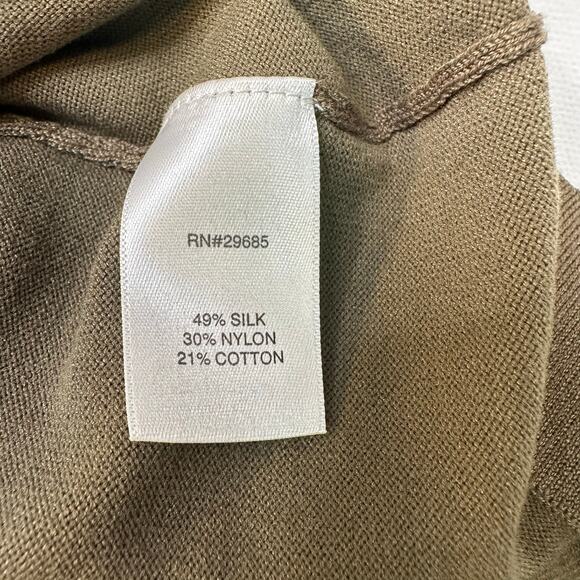 RN#29685
49% SILK
30% NYLON
21% COTTON